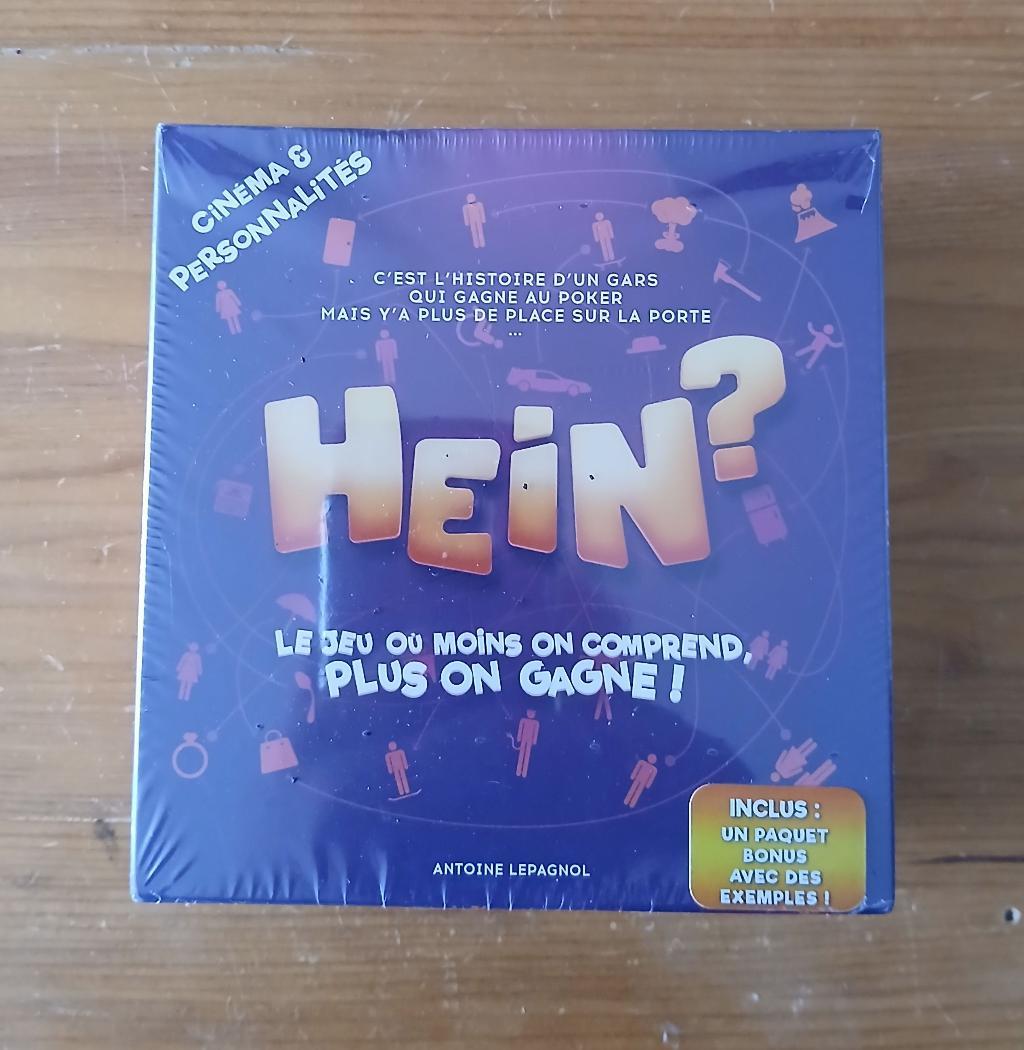 CiNÉMA &
PERSONNALiTÉS
C'EST L'HISTOIRE D'UN GARS
QUI GAGNE AU POKER
MAIS Y'A PLUS DE PLACE SUR LA PORTE
...
HEiN?
LE JEU OÙ MOiNS ON COMPREND,
PLUS ON GAGNE !
ANTOINE LEPAGNOL
INCLUS :
UN PAQUET
BONUS
AVEC DES
EXEMPLES !